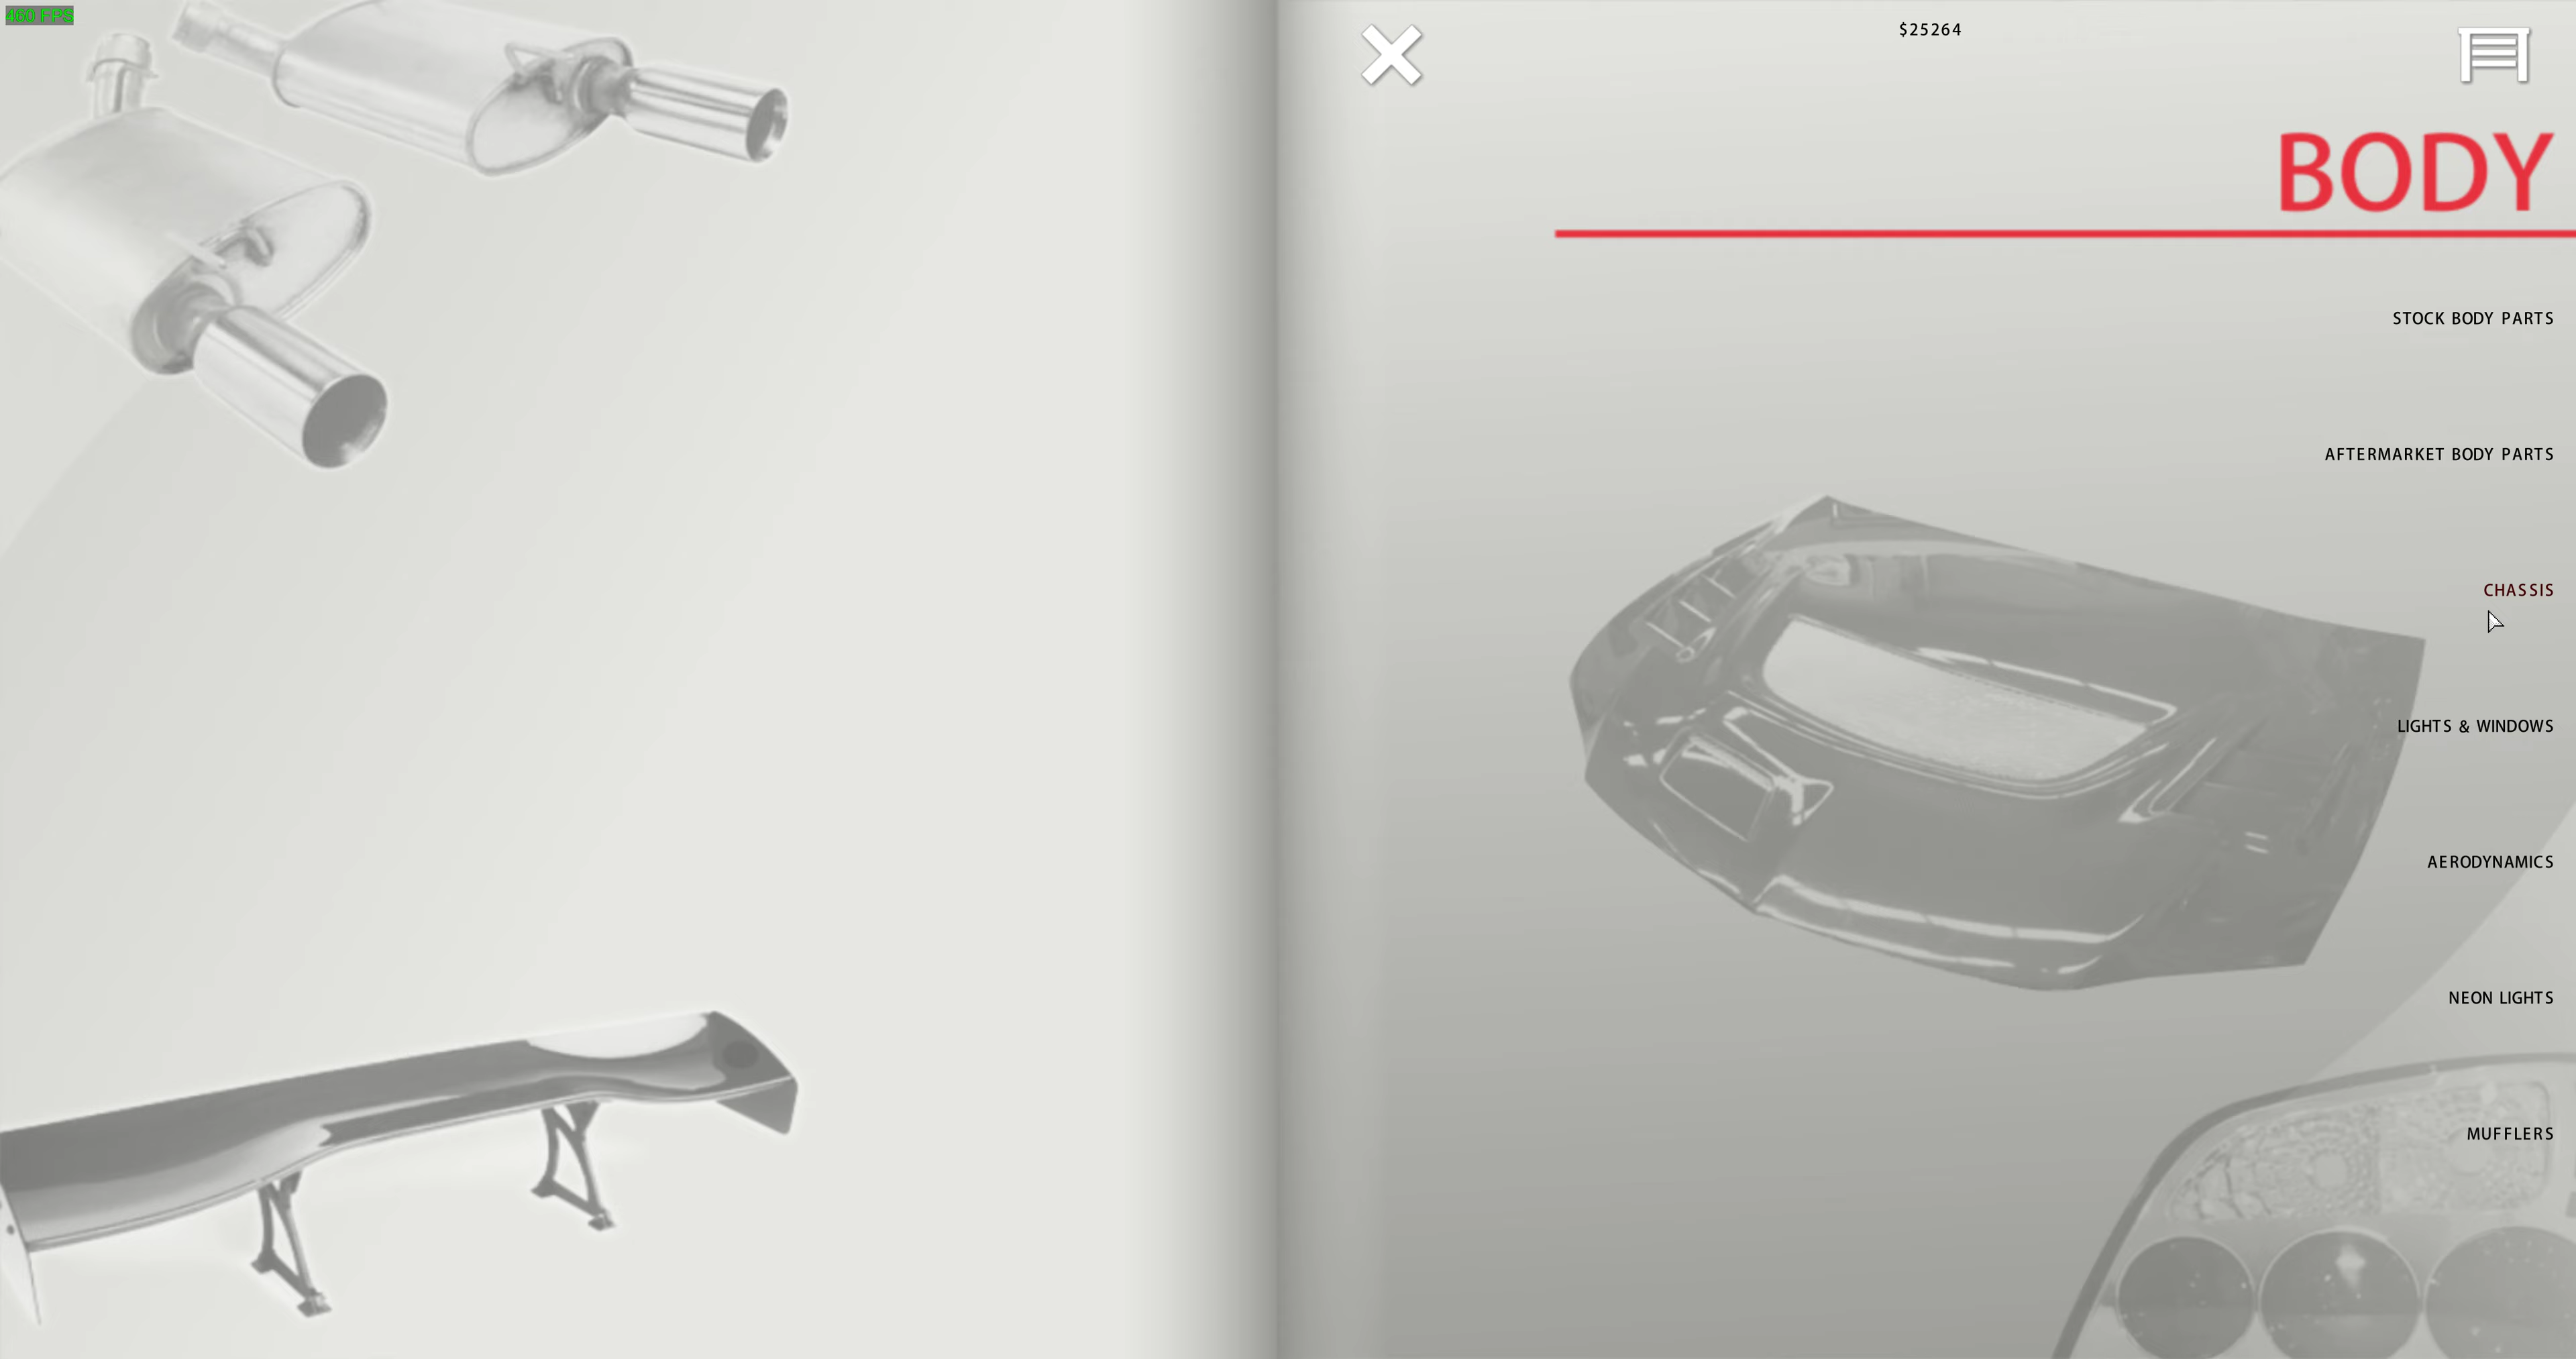 460 FPS
$25264
BODY
STOCK BODY PARTS
AFTERMARKET BODY PARTS
CHASSIS
LIGHTS & WINDOWS
AERODYNAMICS
NEON LIGHTS
MUFFLERS